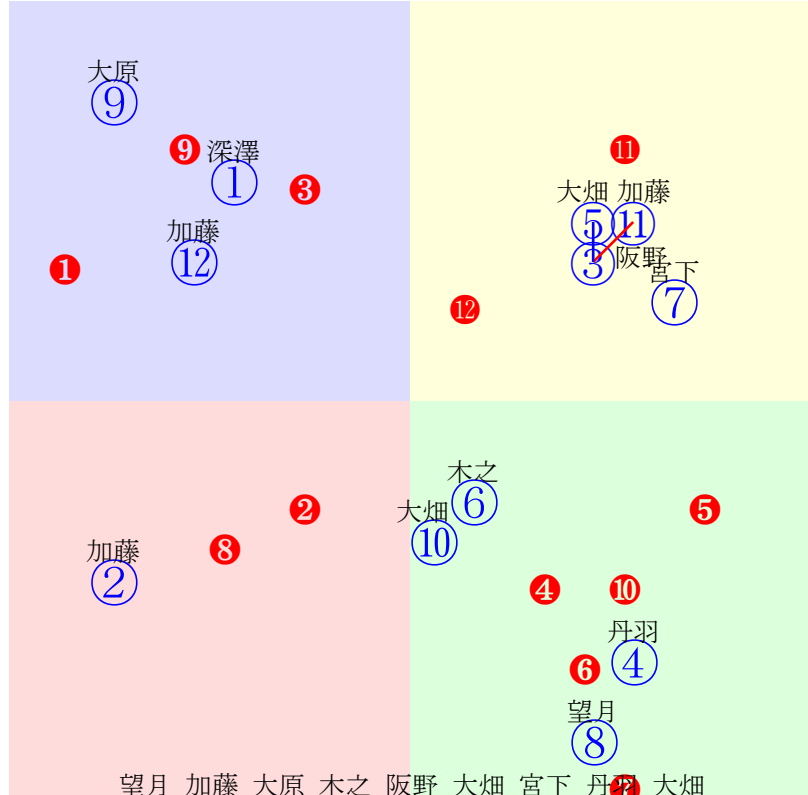 大原
⑨
❾ 深澤
① ❸
加藤
⑫
❶
⓫
大畑 加藤
⑤ ⑪
③ 阪野 宮下
⑦
⓬
木之
⑥
❷ 大畑 ❺
加藤 ❽ ⑩
②
❹ ❿
丹羽
❻ ④
望月
⑧
望月 加藤 大原 木之 阪野 大畑 宮下 丹羽 大畑